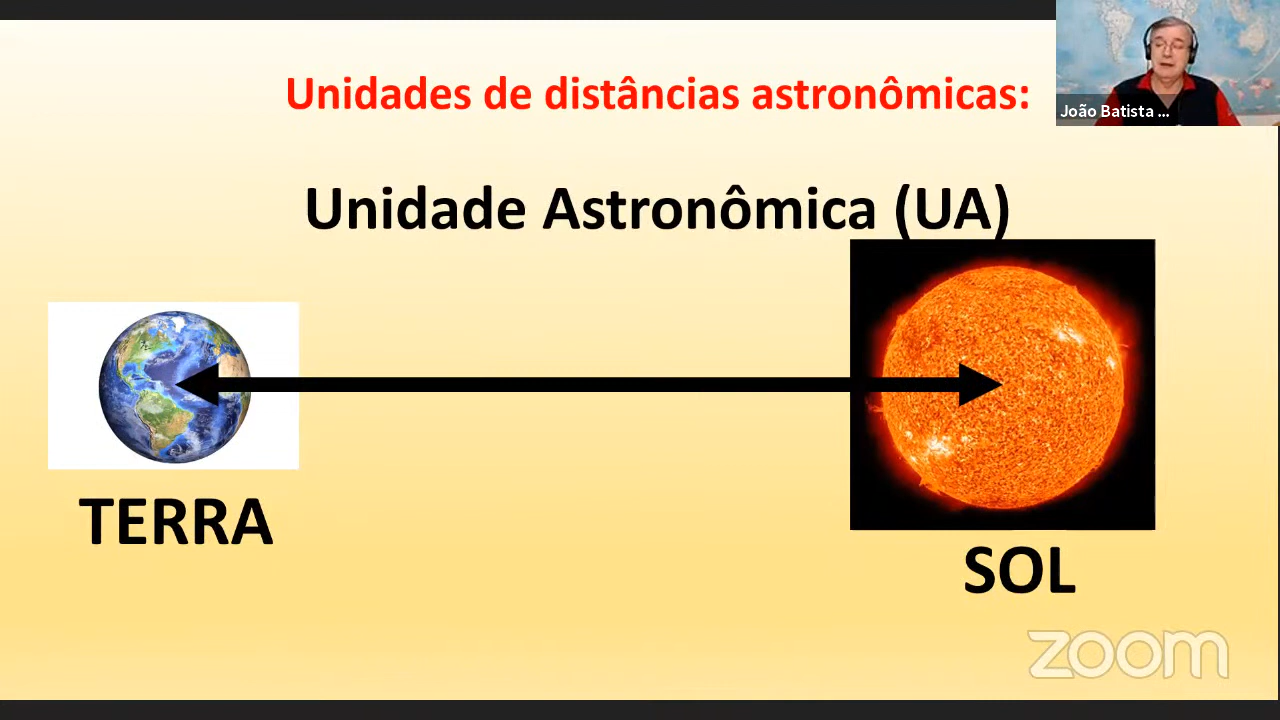 Unidades de distâncias astronômicas:
João Batista ...
Unidade Astronômica (UA)
TERRA
SOL
zoom